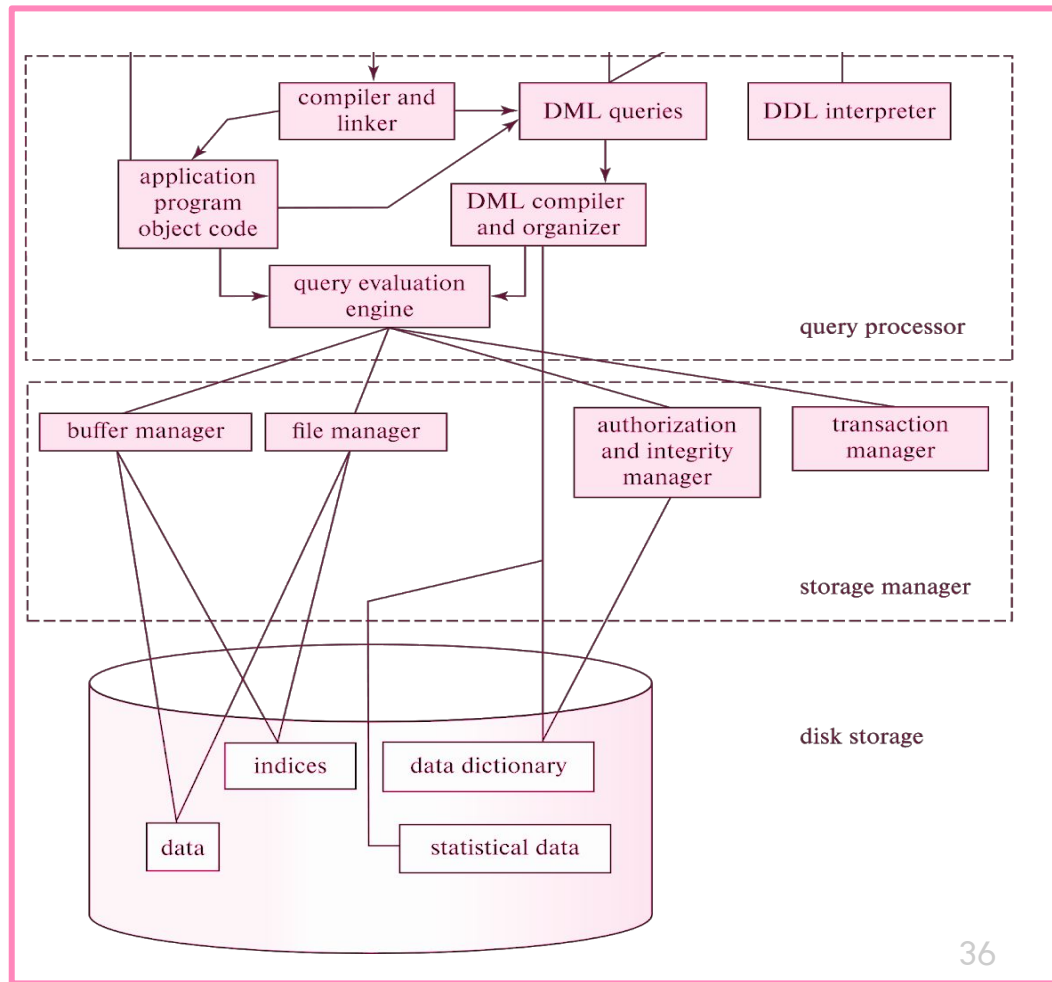 compiler and
linker
DML queries
DDL interpreter
application
program
object code
DML compiler
and organizer
query evaluation
engine
query processor
buffer manager
file manager
authorization
and integrity
manager
transaction
manager
storage manager
disk storage
indices
data dictionary
data
statistical data
36